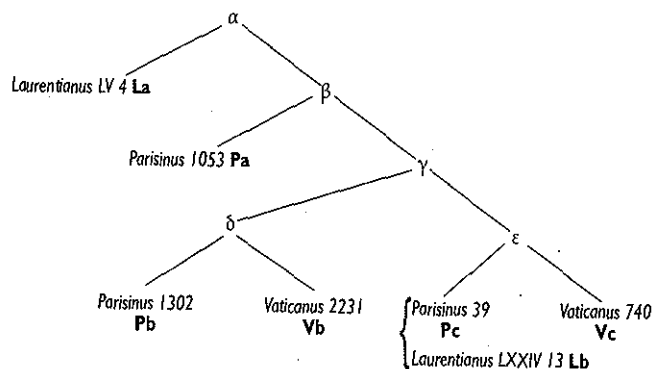 α
Laurentianus LV 4 La
β
Parisinus 1053 Pa
γ
δ
ε
Parisinus 1302
Pb
Vaticanus 2231
Vb
Parisinus 39
Pc
Vaticanus 740
Vc
Laurentianus LXXIV 13 Lb